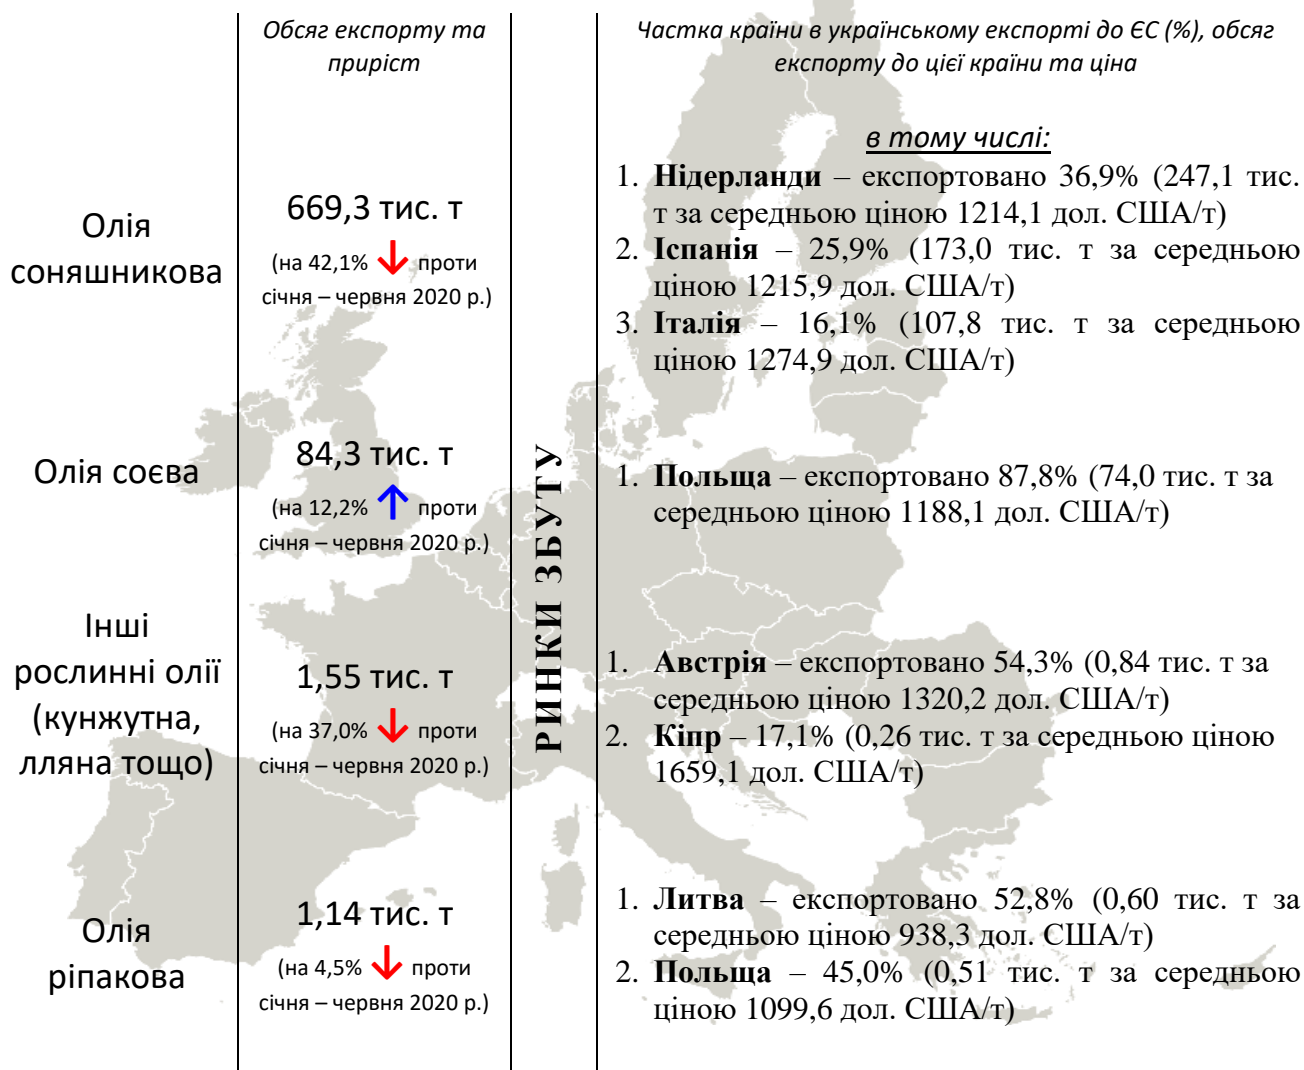 Обсяг експорту та
приріст
Частка країни в українському експорті до ЄС (%), обсяг
експорту до цієї країни та ціна
в тому числі:
Олія
соняшникова
669,3 тис. т
(на 42,1% ↓ проти
січня – червня 2020 р.)
РИНКИ ЗБУТУ
1. Нідерланди – експортовано 36,9% (247,1 тис.
т за середньою ціною 1214,1 дол. США/т)
2. Іспанія – 25,9% (173,0 тис. т за середньою
ціною 1215,9 дол. США/т)
3. Італія – 16,1% (107,8 тис. т за середньою
ціною 1274,9 дол. США/т)
Олія соєва
84,3 тис. т
(на 12,2% ↑ проти
січня – червня 2020 р.)
1. Польща – експортовано 87,8% (74,0 тис. т за
середньою ціною 1188,1 дол. США/т)
Інші
рослинні олії
(кунжутна,
лляна тощо)
1,55 тис. т
(на 37,0% ↓ проти
січня – червня 2020 р.)
1. Австрія – експортовано 54,3% (0,84 тис. т за
середньою ціною 1320,2 дол. США/т)
2. Кіпр – 17,1% (0,26 тис. т за середньою ціною
1659,1 дол. США/т)
Олія
ріпакова
1,14 тис. т
(на 4,5% ↓ проти
січня – червня 2020 р.)
1. Литва – експортовано 52,8% (0,60 тис. т за
середньою ціною 938,3 дол. США/т)
2. Польща – 45,0% (0,51 тис. т за середньою
ціною 1099,6 дол. США/т)